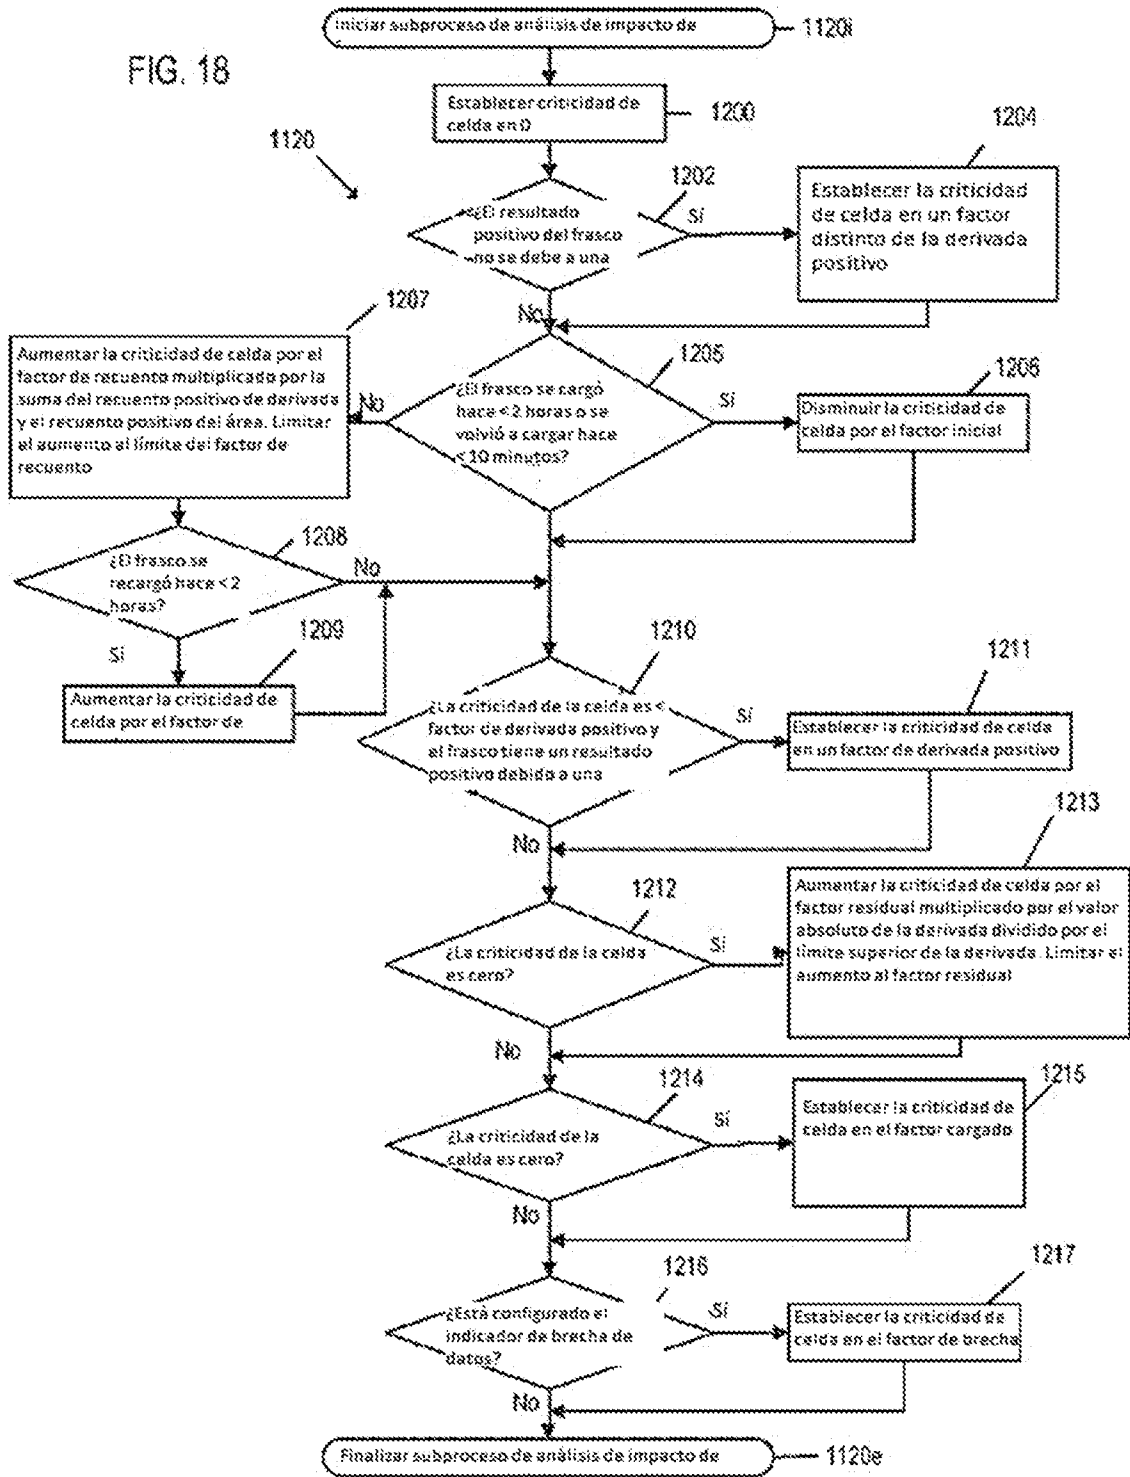 Iniciar subproceso de análisis de impacto de
1120i
FIG. 18
Establecer criticidad de
celda en 0
1200
1120
1202
1204
¿El resultado
positivo del frasco
no se debe a una
Sí
Establecer la criticidad
de celda en un factor
distinto de la derivada
positivo
No
1207
Aumentar la criticidad de celda por el
factor de recuento multiplicado por la
suma del recuento positivo de derivada
y el recuento positivo del área. Limitar
el aumento al límite del factor de
recuento
No
1205
¿El frasco se cargó
hace <2 horas o se
volvió a cargar hace
< 10 minutos?
Sí
1206
Disminuir la criticidad de
celda por el factor inicial
1208
¿El frasco se
recargó hace < 2
horas?
No
Sí
1209
Aumentar la criticidad de
celda por el factor de
1210
¿La criticidad de la celda es <
factor de derivada positivo y
el frasco tiene un resultado
positivo debido a una
Sí
1211
Establecer la criticidad de celda
en un factor de derivada positivo
No
1212
¿La criticidad de la celda
es cero?
Sí
1213
Aumentar la criticidad de celda por el
factor residual multiplicado por el valor
absoluto de la derivada dividido por el
límite superior de la derivada. Limitar el
aumento al factor residual
No
1214
¿La criticidad de la
celda es cero?
Sí
1215
Establecer la criticidad de
celda en el factor cargado
No
1216
¿Está configurado el
indicador de brecha de
datos?
Sí
1217
Establecer la criticidad de
celda en el factor de brecha
No
Finalizar subproceso de análisis de impacto de
1120e